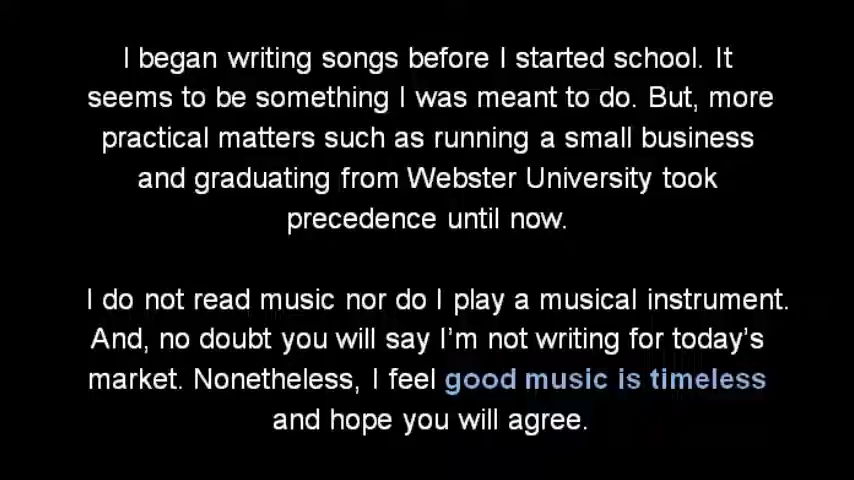 I began writing songs before I started school. It
seems to be something I was meant to do. But, more
practical matters such as running a small business
and graduating from Webster University took
precedence until now.
I do not read music nor do I play a musical instrument.
And, no doubt you will say I’m not writing for today’s
market. Nonetheless, I feel good music is timeless
and hope you will agree.